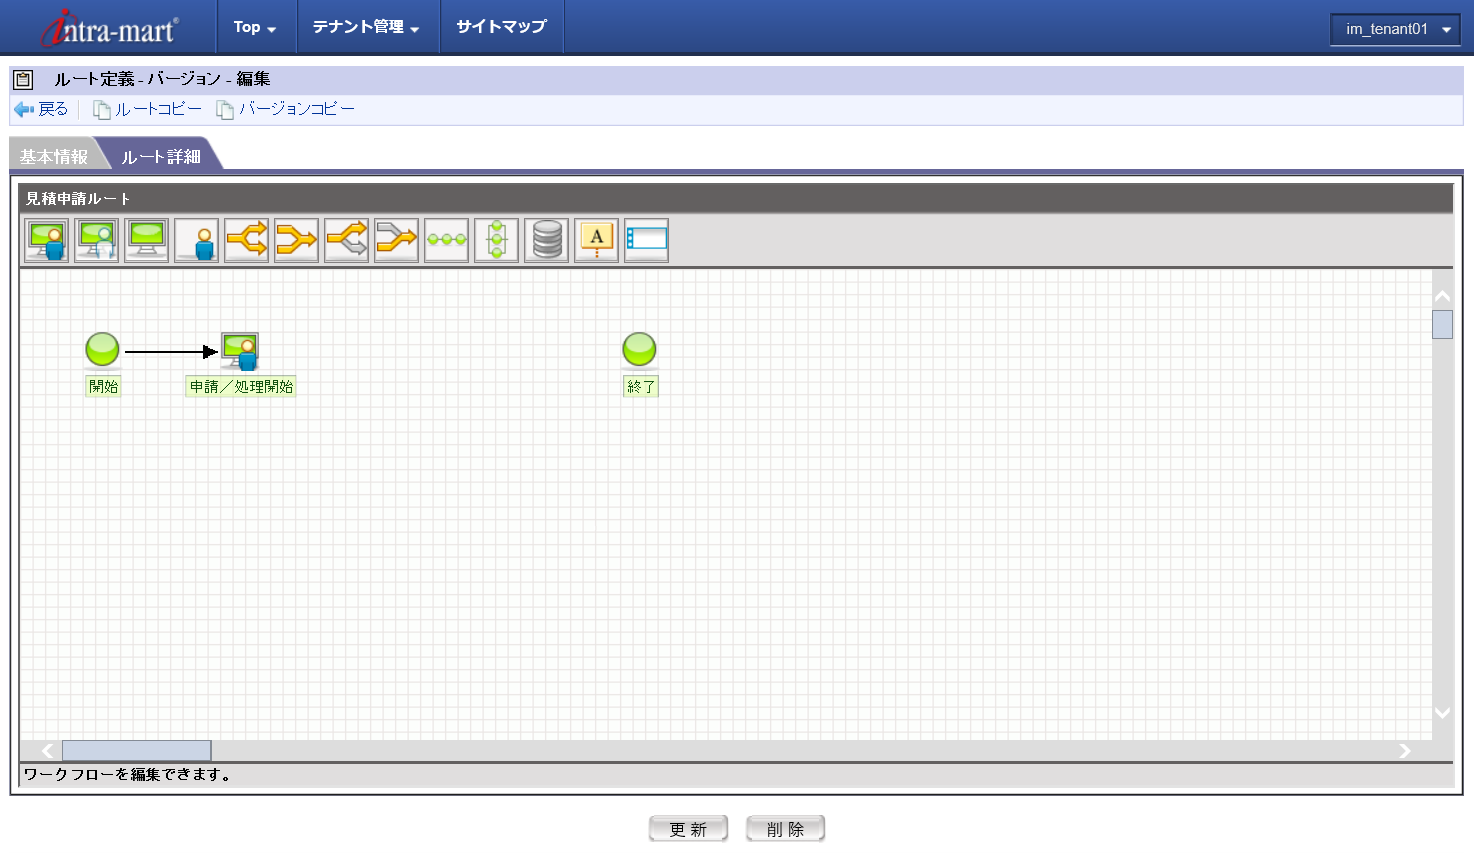 intra-mart®
Top
テナント管理
サイトマップ
im_tenant01
ルート定義 - バージョン - 編集
戻る
ルートコピー
バージョンコピー
基本情報
ルート詳細
見積申請ルート
A
開始
申請／処理開始
終了
ワークフローを編集できます。
更 新
削 除